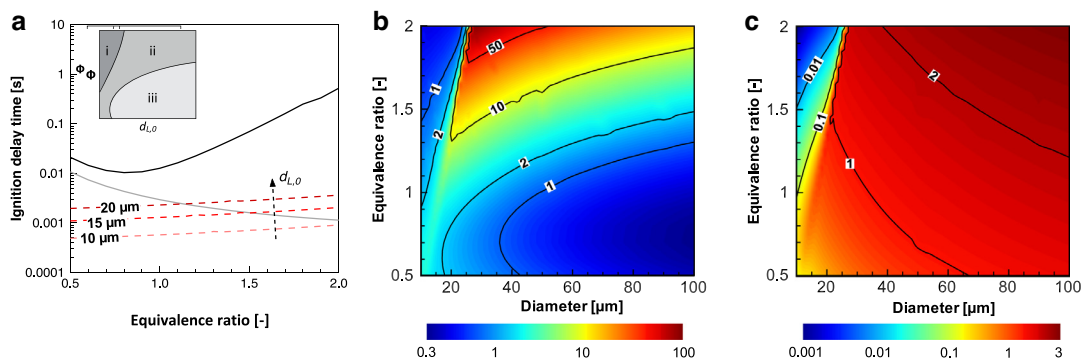 a
Ignition delay time [s]
10
1
0.1
0.01
0.001
0.0001
Φ
Φ
i
ii
iii
d_L,0
d_L,0
20 µm
15 µm
10 µm
0.5
1.0
1.5
2.0
Equivalence ratio [-]
b
Equivalence ratio [-]
2
1.5
1
0.5
1
2
50
10
2
1
20
40
60
80
100
Diameter [µm]
0.3
1
10
100
c
Equivalence ratio [-]
2
1.5
1
0.5
0.01
0.1
2
1
20
40
60
80
100
Diameter [µm]
0.001
0.01
0.1
1
3